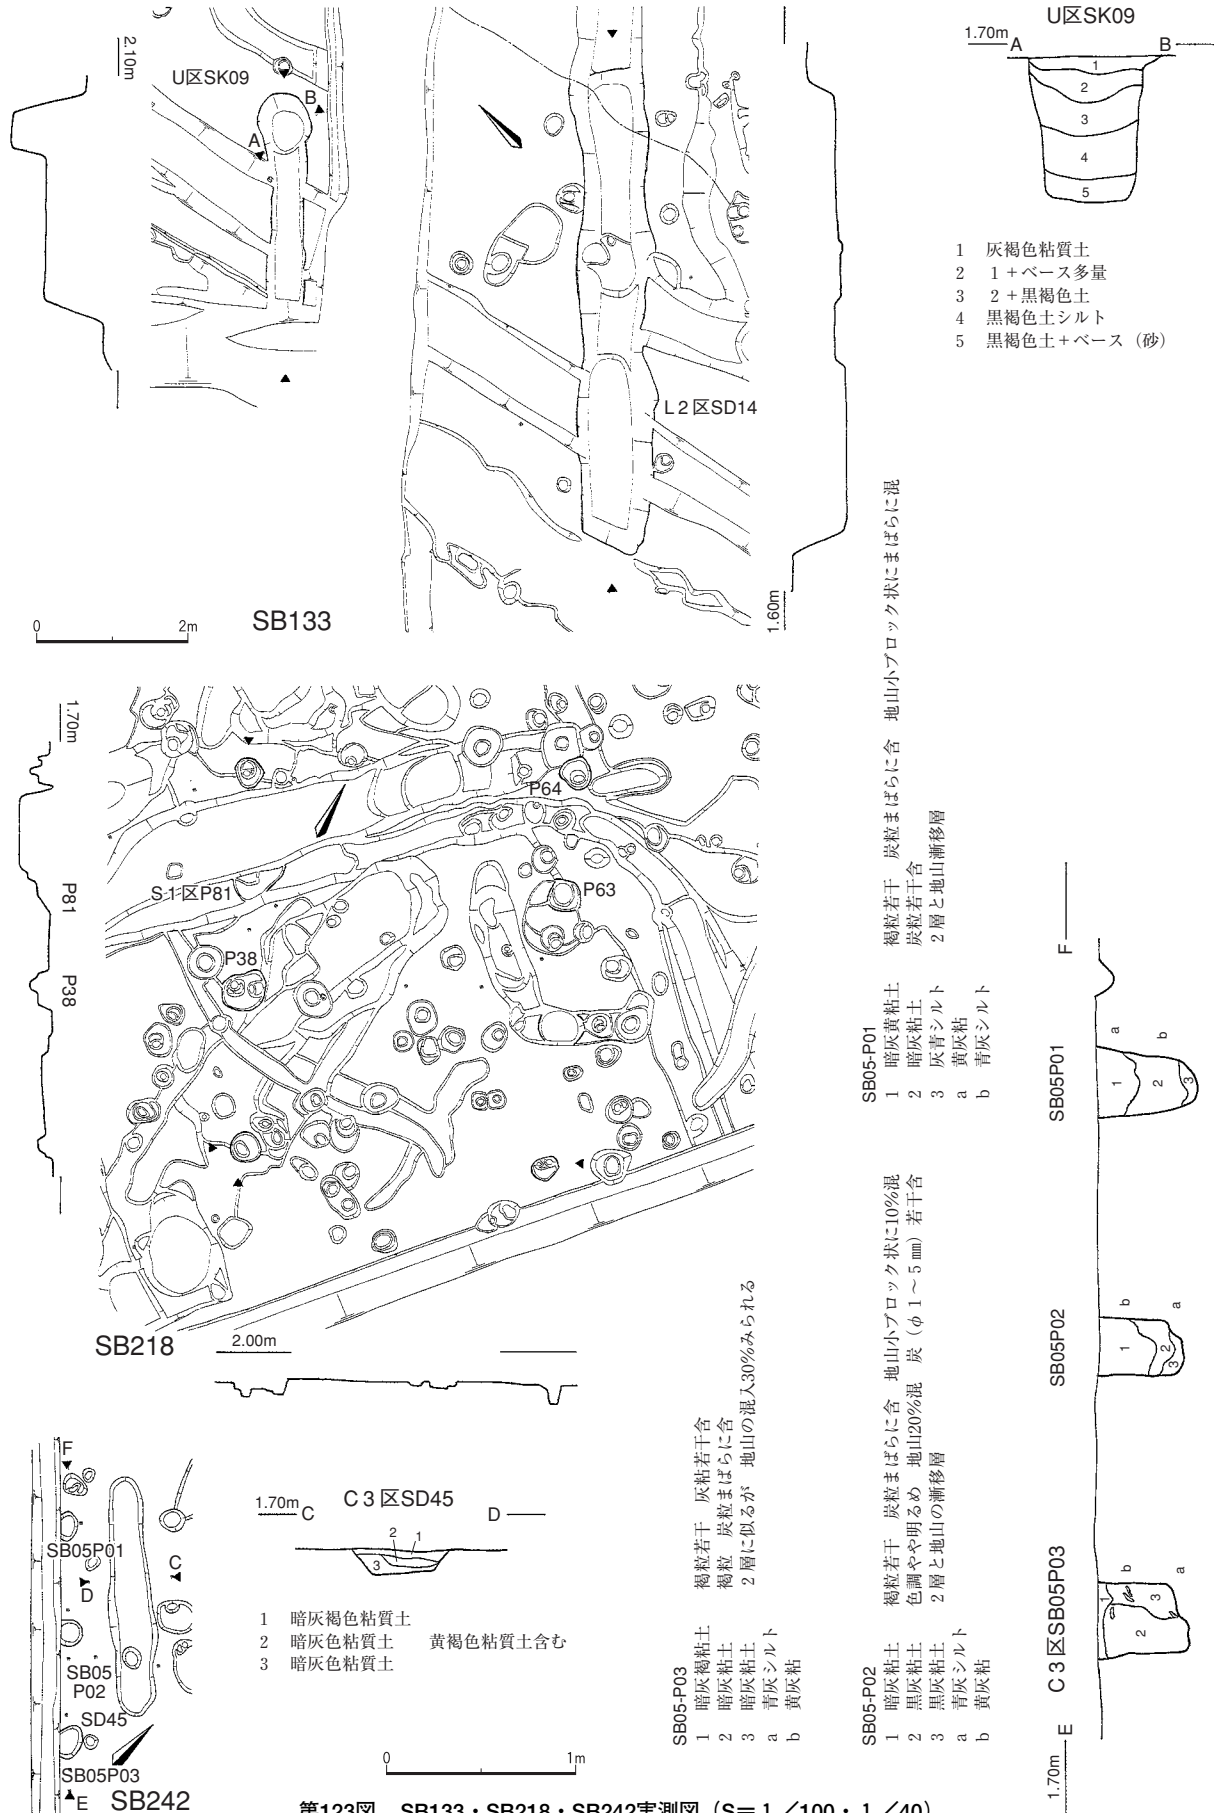 U区SK09
1.70m A B
1
2
3
4
5
1 灰褐色粘質土
2 1+ベース多量
3 2+黒褐色土
4 黒褐色土シルト
5 黒褐色土+ベース（砂）
2.10m
U区SK09
B
A
L2区SD14
1.60m
0 2m
SB133
1.70m
P81
P38
P64
S1区P81
P63
P38
SB218
2.00m
SB05-P01
1 暗灰黄粘土 褐粒若干 炭粒まばらに含 地山小ブロック状にまばらに混
2 暗灰粘土 炭粒若干含
3 灰青シルト 2層と地山漸移層
a 黄灰粘
b 青灰シルト
SB05-P02
1 暗灰粘土 褐粒若干 炭粒まばらに含 地山小ブロック状に10%混
2 黒灰粘土 色調やや明るめ 地山20%混 炭（φ1～5㎜）若干含
3 黒灰粘土 2層と地山の漸移層
a 青灰シルト
b 黄灰粘
SB05-P03
1 暗灰褐粘土 褐粒若干 灰粘若干含
2 暗灰粘土 褐粒 炭粒まばらに含
3 暗灰粘土 2層に似るが 地山の混入30%みられる
a 青灰シルト
b 黄灰粘
F
SB05P01
a
b
1
2
3
SB05P02
b
a
1
2
3
C3区SB05P03
b
a
1
2
3
E
1.70m
F
SB05P01
C
D
SB05
P02
SD45
SB05P03
E
SB242
C3区SD45
1.70m C D
2 1
3
1 暗灰褐色粘質土
2 暗灰色粘質土 黄褐色粘質土含む
3 暗灰色粘質土
0 1m
第123図 SB133・SB218・SB242実測図（S＝1／100・1／40）